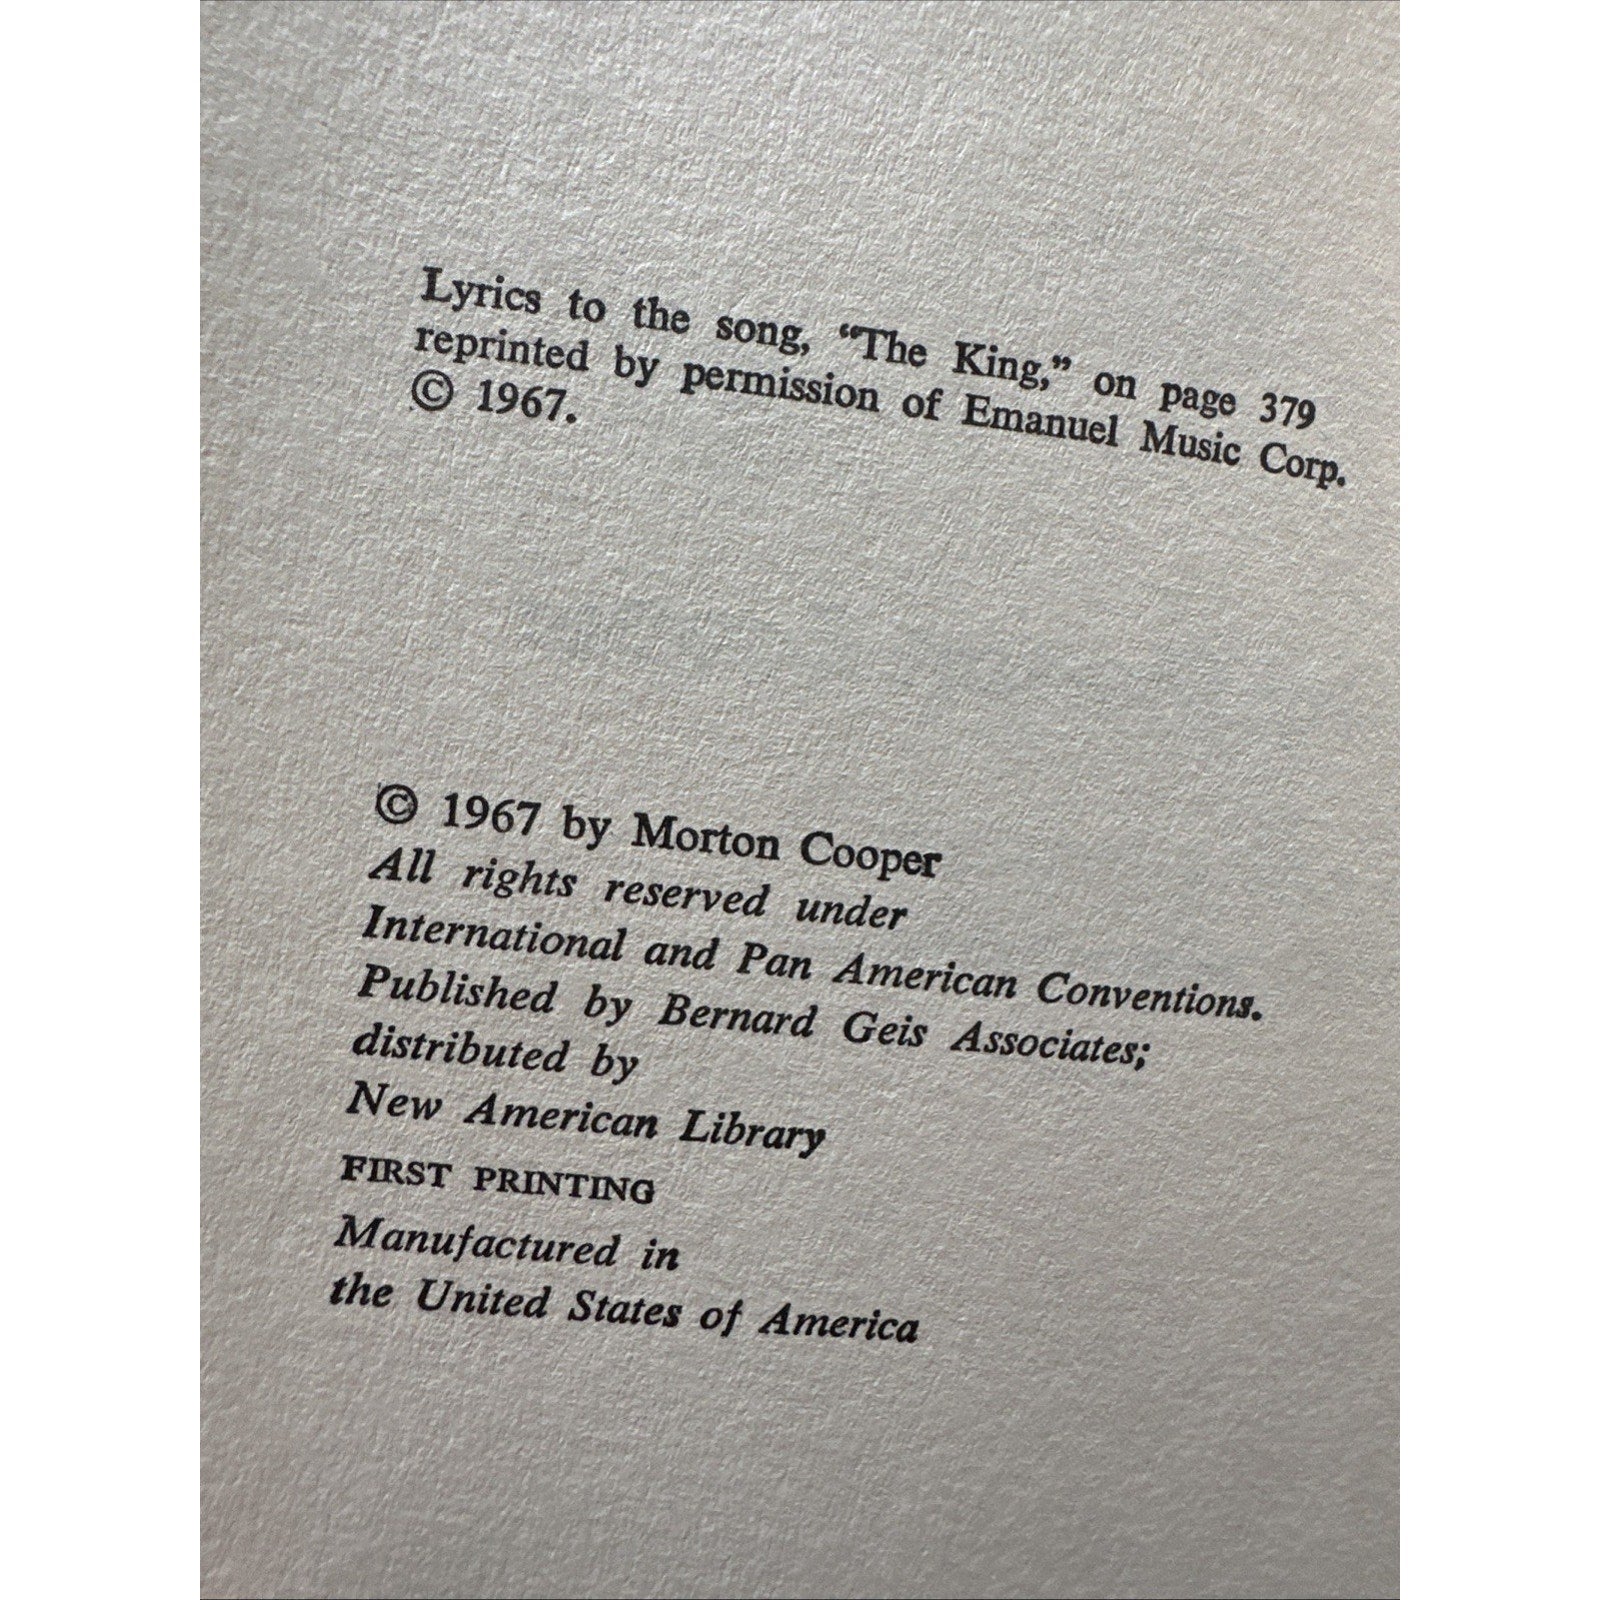 Lyrics to the song, “The King,” on page 379
reprinted by permission of Emanuel Music Corp.
© 1967.
© 1967 by Morton Cooper
All rights reserved under
International and Pan American Conventions.
Published by Bernard Geis Associates;
distributed by
New American Library
FIRST PRINTING
Manufactured in
the United States of America